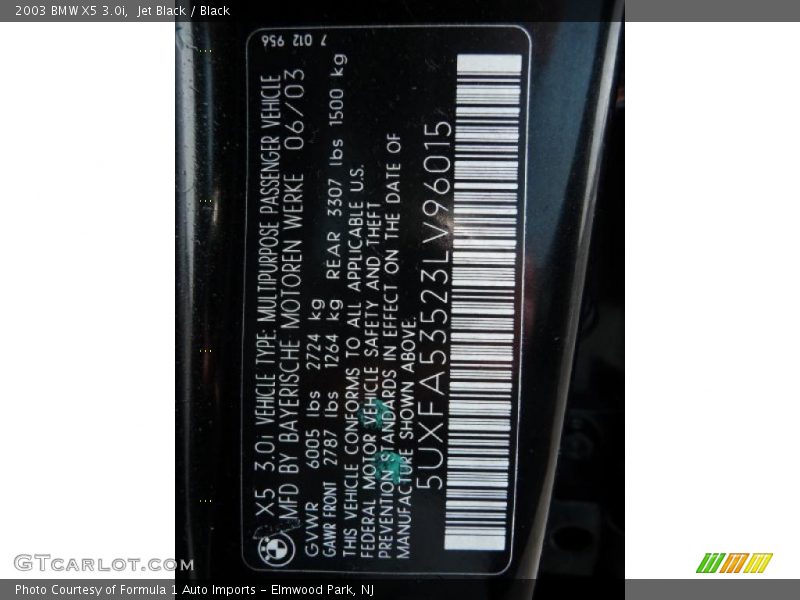 2003 BMW X5 3.0i,  Jet Black / Black
7 012 956
X5 3.0i VEHICLE TYPE: MULTIPURPOSE PASSENGER VEHICLE
MFD BY BAYERISCHE MOTOREN WERKE 06/03
GVWR 6005 lbs 2724 kg
GAWR FRONT 2787 lbs 1264 kg REAR 3307 lbs 1500 kg
THIS VEHICLE CONFORMS TO ALL APPLICABLE U.S.
FEDERAL MOTOR VEHICLE SAFETY AND THEFT
PREVENTION STANDARDS IN EFFECT ON THE DATE OF
MANUFACTURE SHOWN ABOVE.
5UXFA53523LV96015
GTCARLOT.COM
Photo Courtesy of Formula 1 Auto Imports - Elmwood Park, NJ